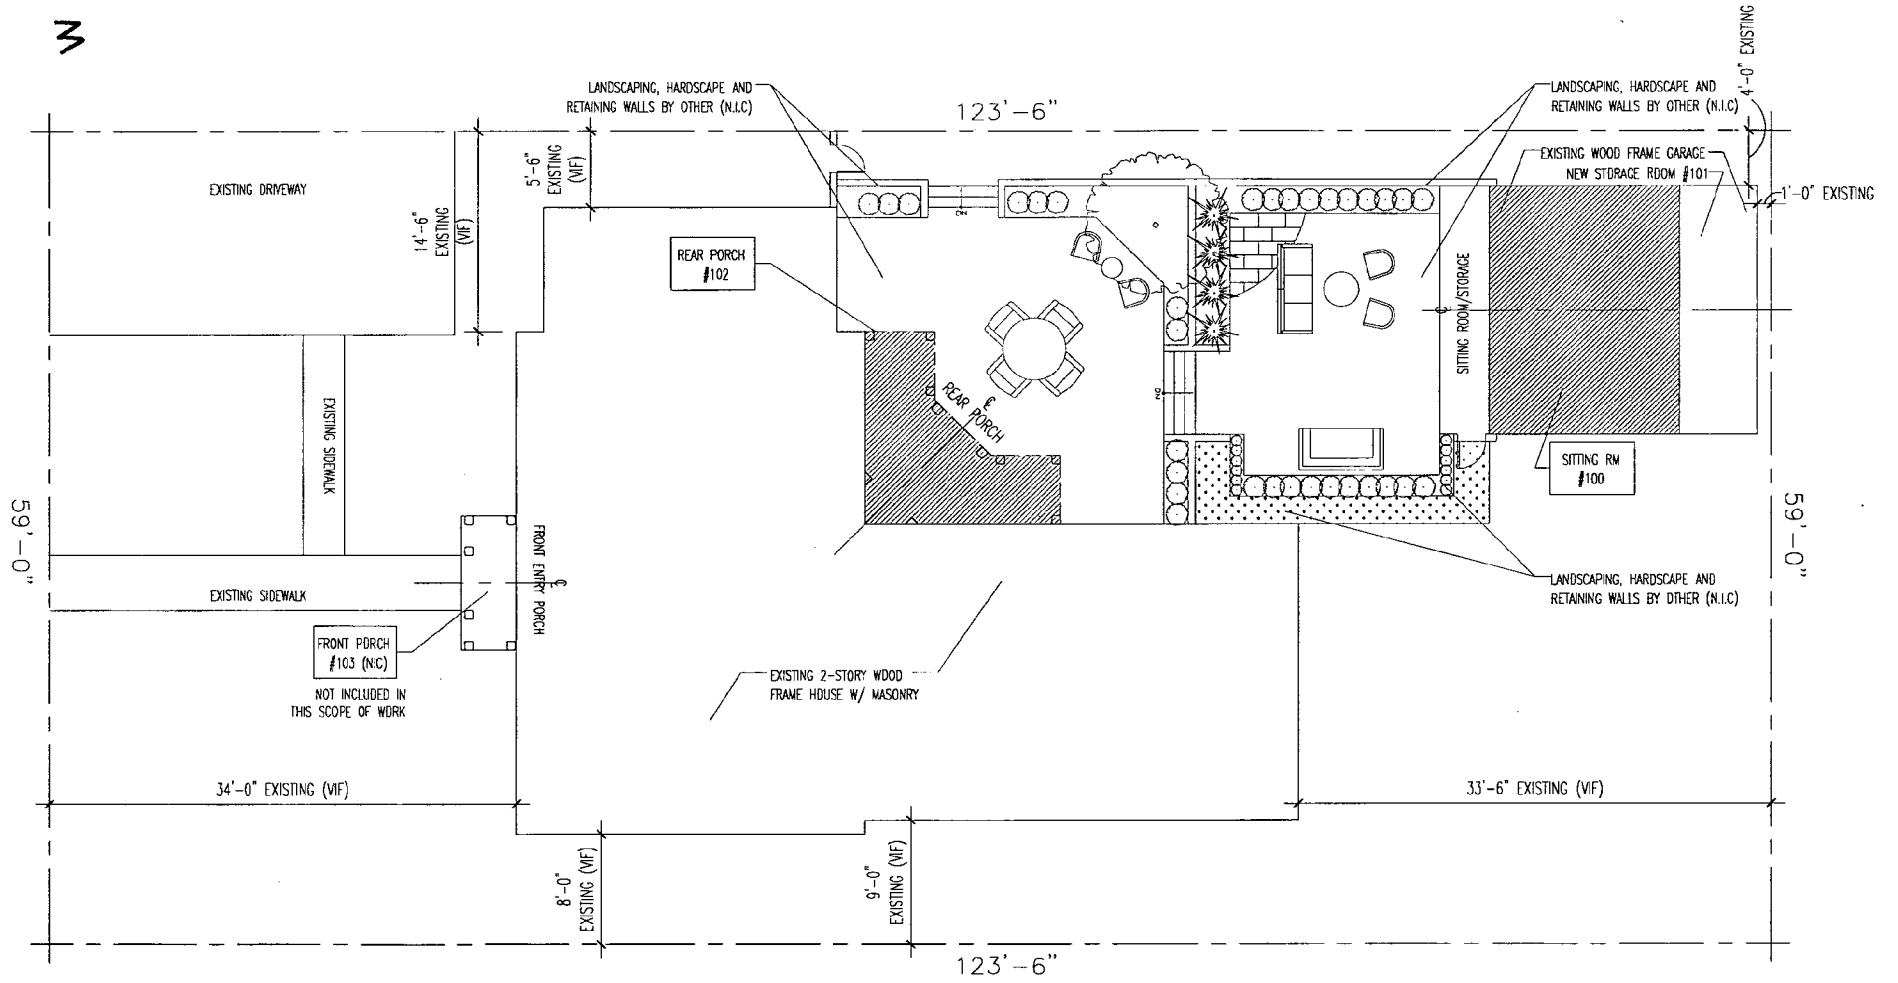 3
4'-0" EXISTING
LANDSCAPING, HARDSCAPE AND
RETAINING WALLS BY OTHER (N.I.C)
123'-6"
LANDSCAPING, HARDSCAPE AND
RETAINING WALLS BY OTHER (N.I.C)
EXISTING DRIVEWAY
5'-6"
EXISTING
(VIF)
EXISTING WOOD FRAME GARAGE
NEW STORAGE ROOM #101
1'-0" EXISTING
14'-6"
EXISTING
(VIF)
DN
REAR PORCH
#102
SITTING ROOM/STORAGE
℄
EXISTING SIDEWALK
℄
REAR PORCH
DN
SITTING RM
#100
59'-0"
59'-0"
FRONT ENTRY PORCH
℄
EXISTING SIDEWALK
LANDSCAPING, HARDSCAPE AND
RETAINING WALLS BY OTHER (N.I.C)
FRONT PORCH
#103 (NIC)
NOT INCLUDED IN
THIS SCOPE OF WORK
EXISTING 2-STORY WOOD
FRAME HOUSE W/ MASONRY
34'-0" EXISTING (VIF)
33'-6" EXISTING (VIF)
8'-0"
EXISTING (VIF)
9'-0"
EXISTING (VIF)
123'-6"